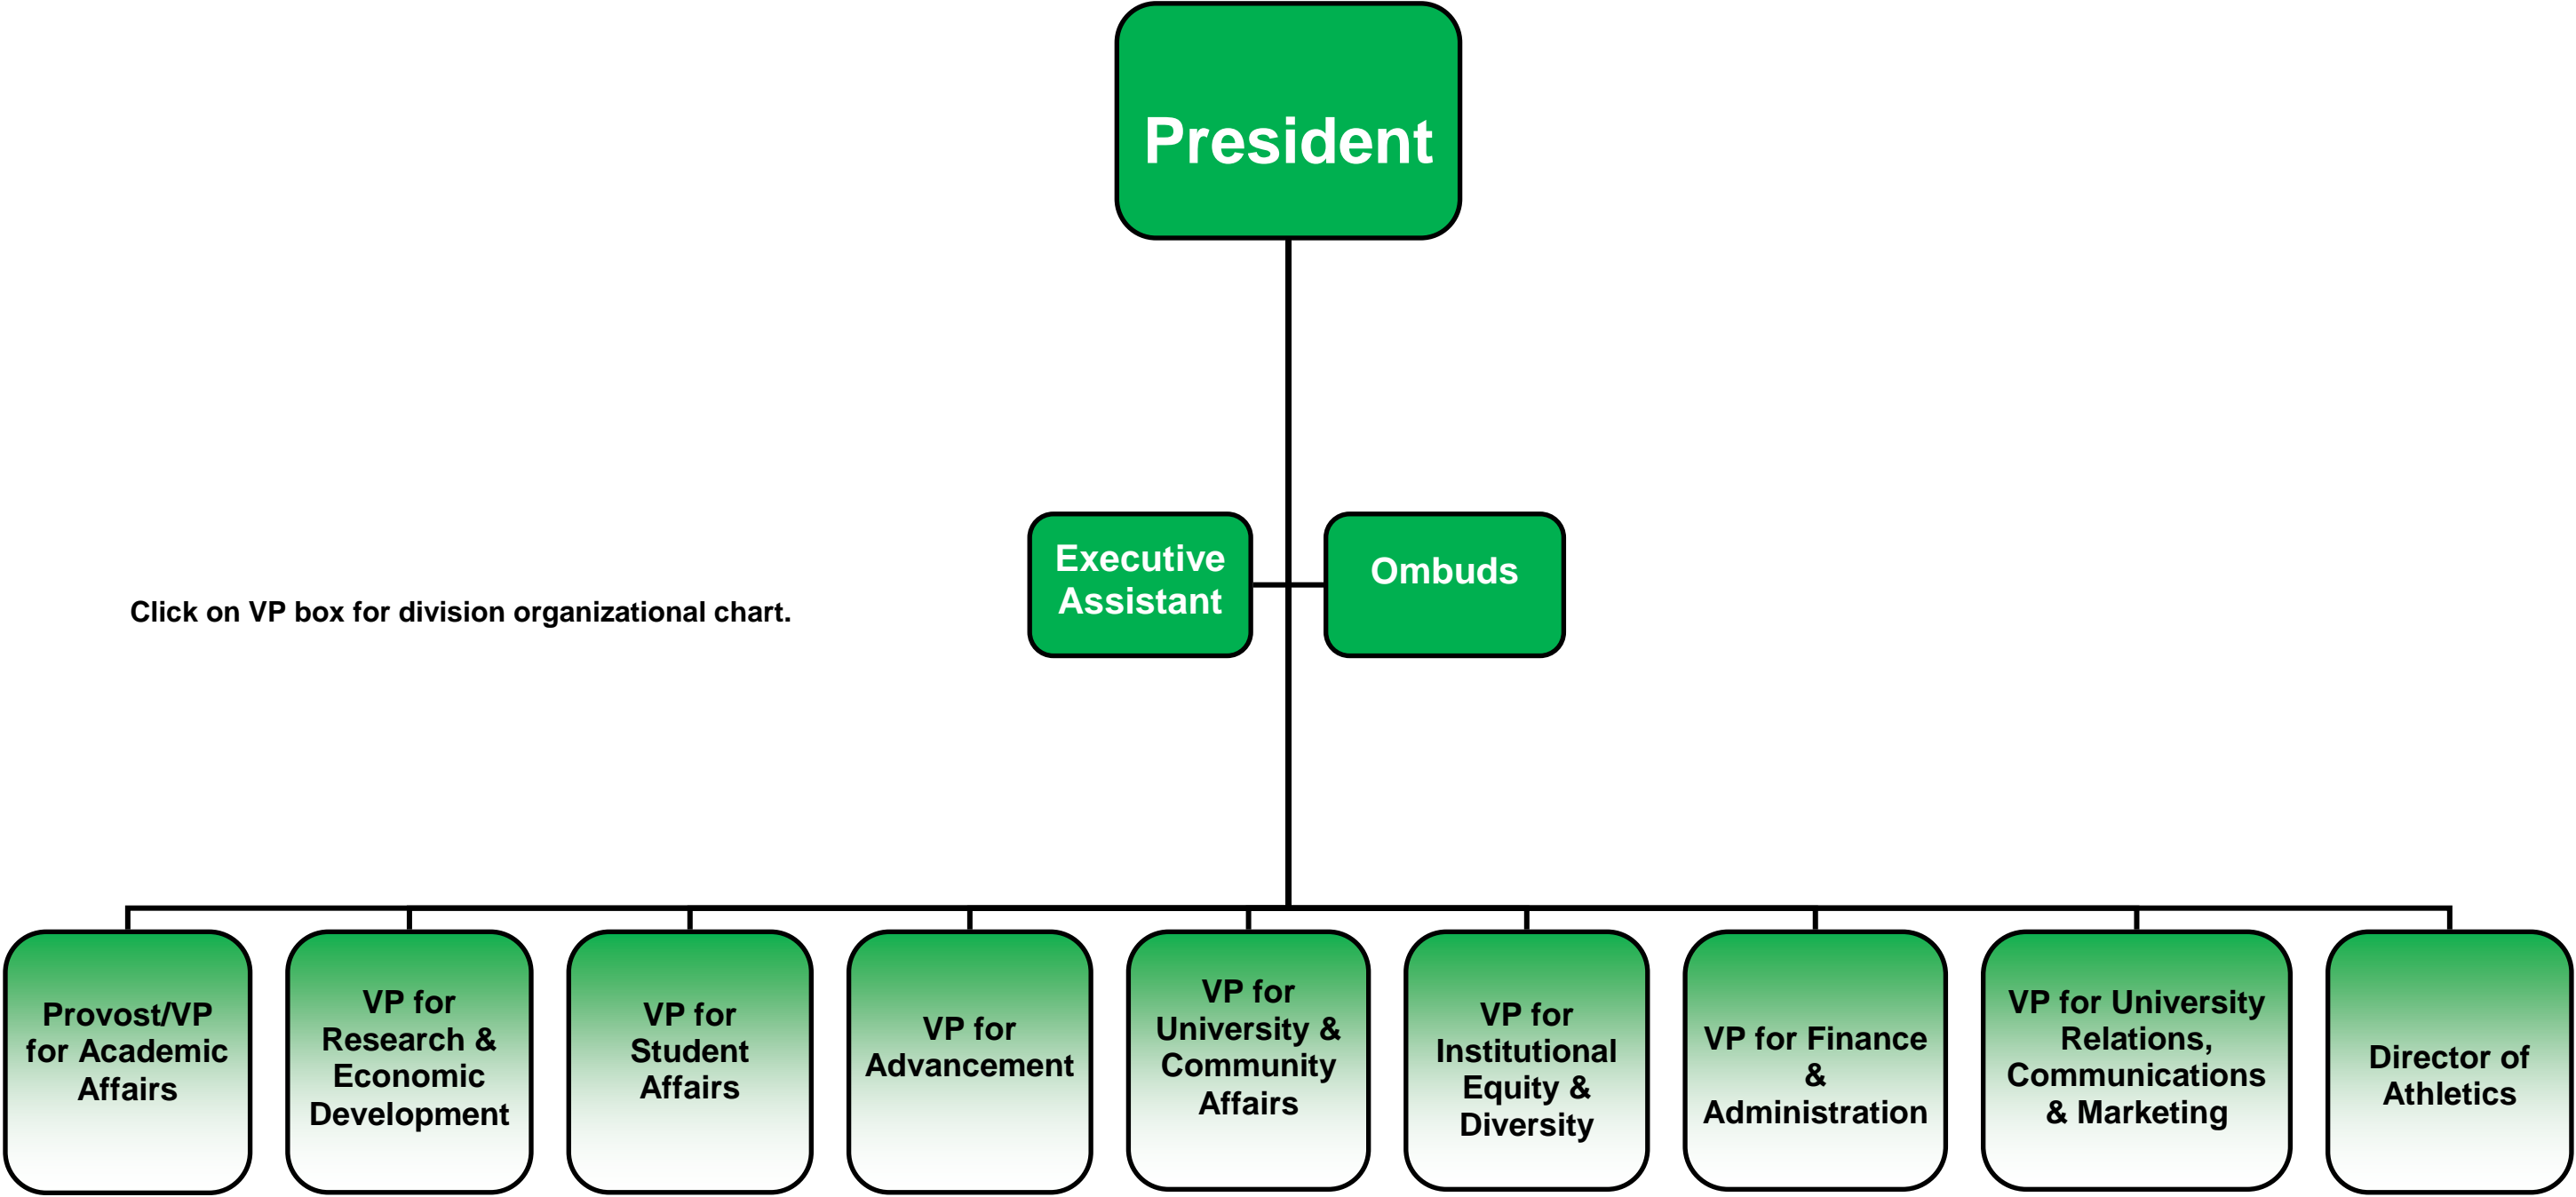 President
Executive
Assistant
Ombuds
Click on VP box for division organizational chart.
Provost/VP
for Academic
Affairs
VP for
Research &
Economic
Development
VP for
Student
Affairs
VP for
Advancement
VP for
University &
Community
Affairs
VP for
Institutional
Equity &
Diversity
VP for Finance
&
Administration
VP for University
Relations,
Communications
& Marketing
Director of
Athletics